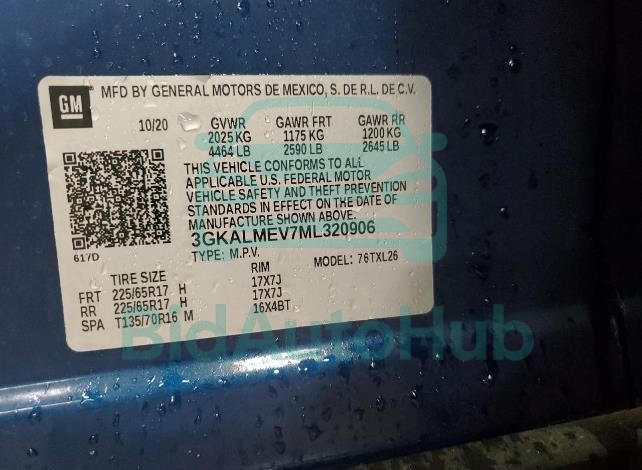 GM
MFD BY GENERAL MOTORS DE MEXICO, S. DE R.L. DE C.V.
10/20 GVWR GAWR FRT GAWR RR
2025 KG 1175 KG 1200 KG
4464 LB 2590 LB 2645 LB
THIS VEHICLE CONFORMS TO ALL
APPLICABLE U.S. FEDERAL MOTOR
VEHICLE SAFETY AND THEFT PREVENTION
STANDARDS IN EFFECT ON THE DATE OF
MANUFACTURE SHOWN ABOVE.
3GKALMEV7ML320906
617D
TYPE: M.P.V. MODEL: 76TXL26
TIRE SIZE RIM
FRT 225/65R17 H 17X7J
RR 225/65R17 H 17X7J
SPA T135/70R16 M 16X4BT
BidAutoHub